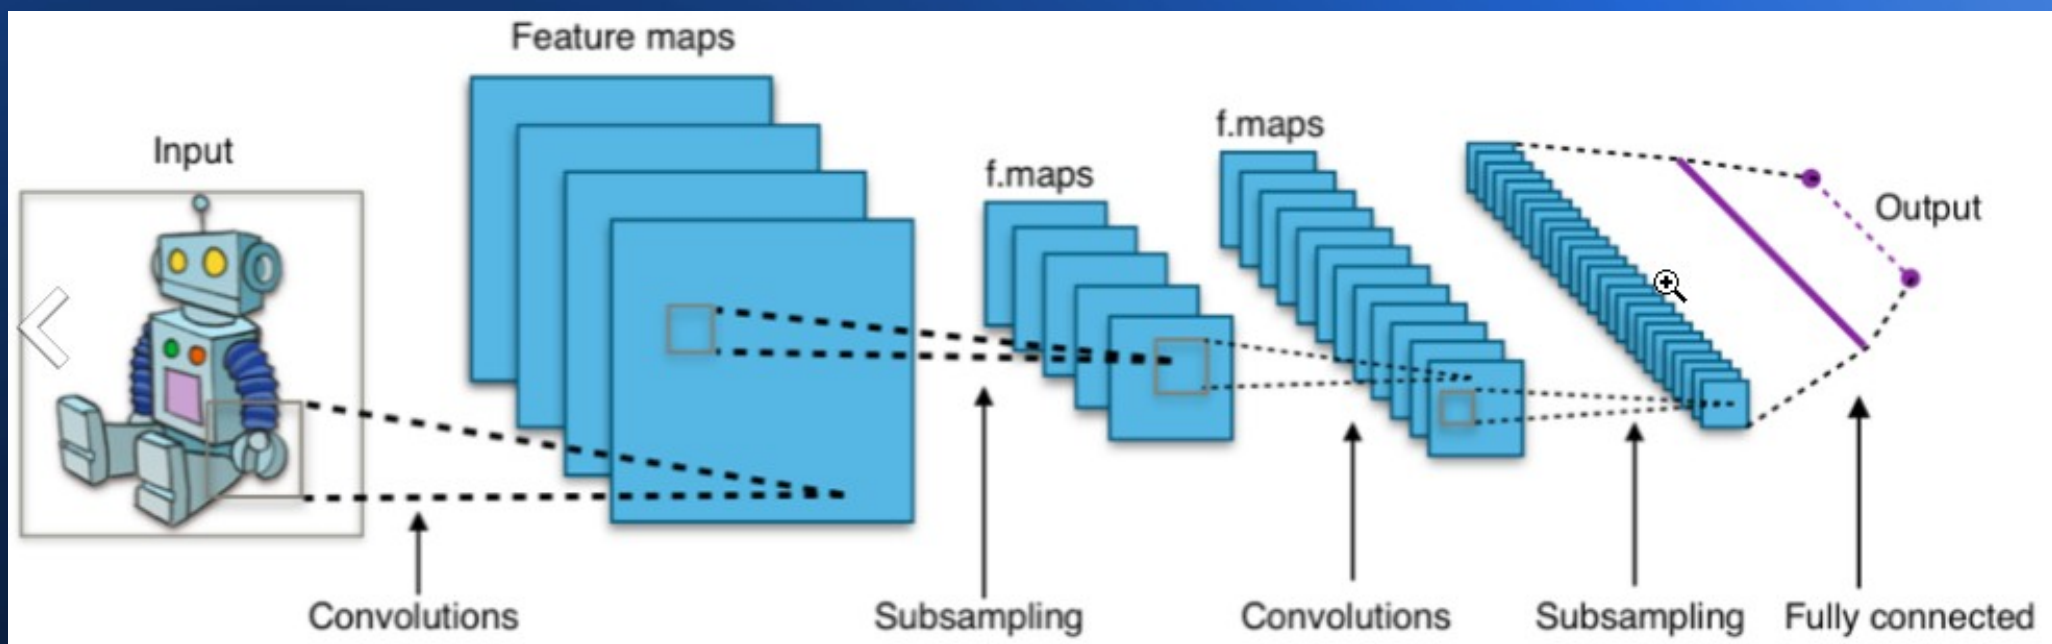 Feature maps
Input
f.maps
f.maps
Output
Convolutions
Subsampling
Convolutions
Subsampling
Fully connected